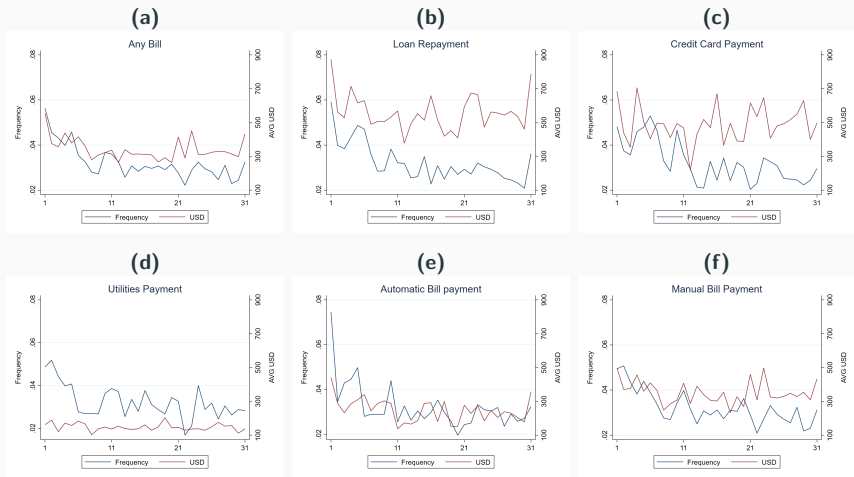 (a) (b) (c)
Any Bill
.08
.06
.04
.02
Frequency
900
700
500
300
100
AVG USD
1 11 21 31
Frequency USD
Loan Repayment
.08
.06
.04
.02
Frequency
900
700
500
300
100
AVG USD
1 11 21 31
Frequency USD
Credit Card Payment
.08
.06
.04
.02
Frequency
900
700
500
300
100
AVG USD
1 11 21 31
Frequency USD
(d) (e) (f)
Utilities Payment
.08
.06
.04
.02
Frequency
900
700
500
300
100
AVG USD
1 11 21 31
Frequency USD
Automatic Bill payment
.08
.06
.04
.02
Frequency
900
700
500
300
100
AVG USD
1 11 21 31
Frequency USD
Manual Bill Payment
.08
.06
.04
.02
Frequency
900
700
500
300
100
AVG USD
1 11 21 31
Frequency USD